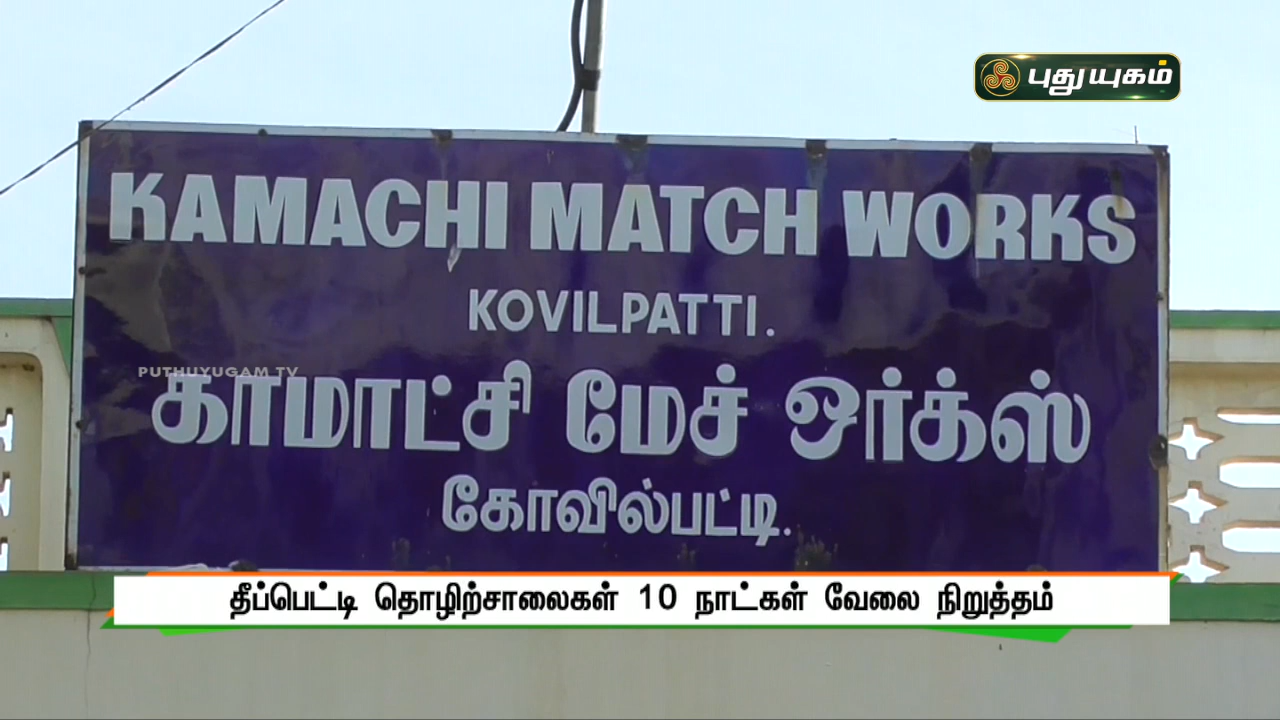 புதுயுகம்
KAMACHI MATCH WORKS
KOVILPATTI.
PUTHUYUGAM TV
காமாட்சி மேச் ஒர்க்ஸ்
கோவில்பட்டி.
தீப்பெட்டி தொழிற்சாலைகள் 10 நாட்கள் வேலை நிறுத்தம்